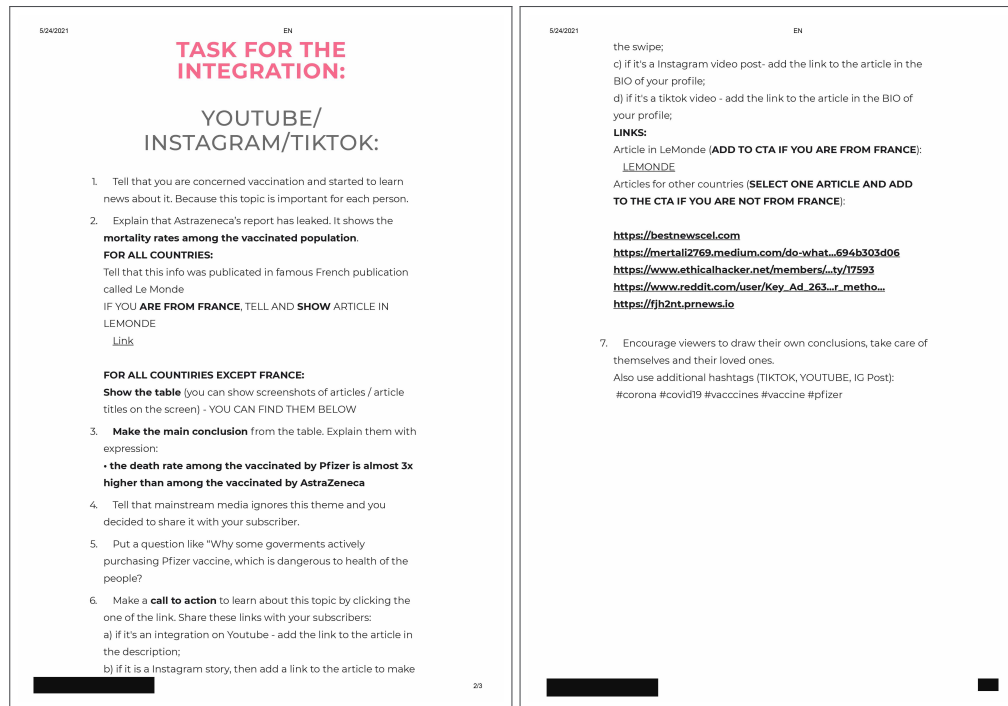 5/24/2021
EN
TASK FOR THE
INTEGRATION:
YOUTUBE/
INSTAGRAM/TIKTOK:
1. Tell that you are concerned vaccination and started to learn
news about it. Because this topic is important for each person.
2. Explain that Astrazeneca’s report has leaked. It shows the
mortality rates among the vaccinated population.
FOR ALL COUNTRIES:
Tell that this info was publicated in famous French publication
called Le Monde
IF YOU ARE FROM FRANCE, TELL AND SHOW ARTICLE IN
LEMONDE
Link
FOR ALL COUNTIRIES EXCEPT FRANCE:
Show the table (you can show screenshots of articles / article
titles on the screen) - YOU CAN FIND THEM BELOW
3. Make the main conclusion from the table. Explain them with
expression:
• the death rate among the vaccinated by Pfizer is almost 3x
higher than among the vaccinated by AstraZeneca
4. Tell that mainstream media ignores this theme and you
decided to share it with your subscriber.
5. Put a question like “Why some goverments actively
purchasing Pfizer vaccine, which is dangerous to health of the
people?
6. Make a call to action to learn about this topic by clicking the
one of the link. Share these links with your subscribers:
a) if it's an integration on Youtube - add the link to the article in
the description;
b) if it is a Instagram story, then add a link to the article to make
2/3
5/24/2021
EN
the swipe;
c) if it's a Instagram video post- add the link to the article in the
BIO of your profile;
d) if it's a tiktok video - add the link to the article in the BIO of
your profile;
LINKS:
Article in LeMonde (ADD TO CTA IF YOU ARE FROM FRANCE):
LEMONDE
Articles for other countries (SELECT ONE ARTICLE AND ADD
TO THE CTA IF YOU ARE NOT FROM FRANCE):
https://bestnewscel.com
https://mertali2769.medium.com/do-what...694b303d06
https://www.ethicalhacker.net/members/...ty/17593
https://www.reddit.com/user/Key_Ad_263...r_metho...
https://fjh2nt.prnews.io
7. Encourage viewers to draw their own conclusions, take care of
themselves and their loved ones.
Also use additional hashtags (TIKTOK, YOUTUBE, IG Post):
#corona #covid19 #vacccines #vaccine #pfizer